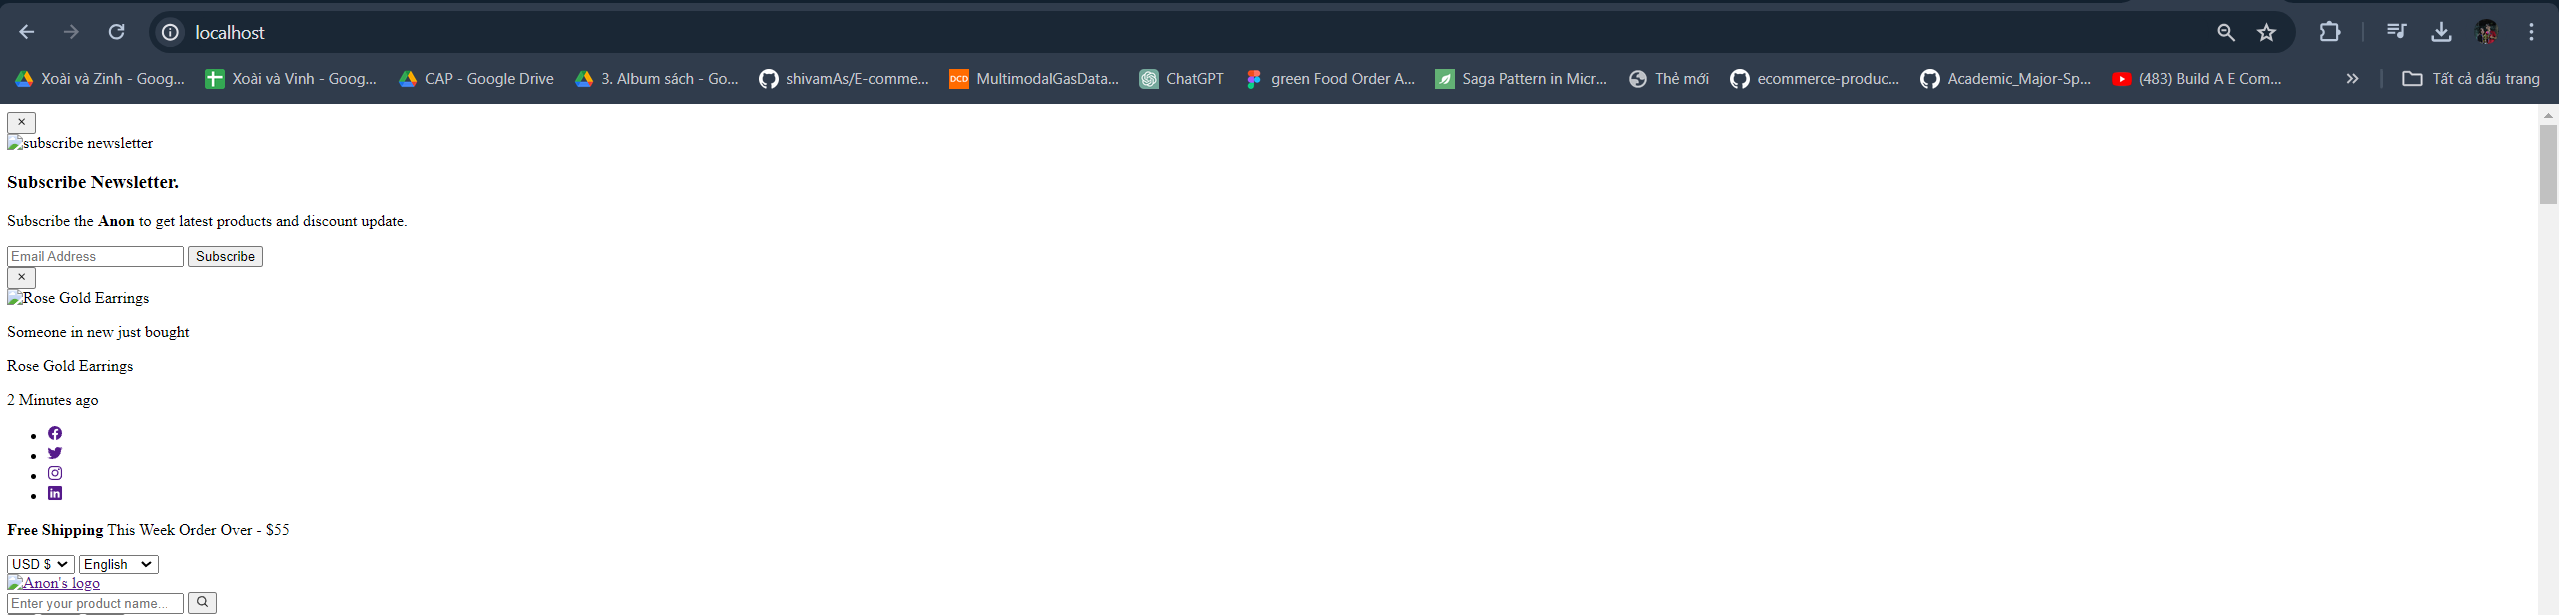 localhost
Xoài và Zinh - Goog...
Xoài và Vinh - Goog...
CAP - Google Drive
3. Album sách - Go...
shivamAs/E-comme...
DCD
MultimodalGasData...
ChatGPT
green Food Order A...
Saga Pattern in Micr...
Thẻ mới
ecommerce-produc...
Academic_Major-Sp...
(483) Build A E Com...
»
Tất cả dấu trang
×
subscribe newsletter
Subscribe Newsletter.
Subscribe the Anon to get latest products and discount update.
Email Address Subscribe
×
Rose Gold Earrings
Someone in new just bought
Rose Gold Earrings
2 Minutes ago
Free Shipping This Week Order Over - $55
USD $ English
Anon's logo
Enter your product name...